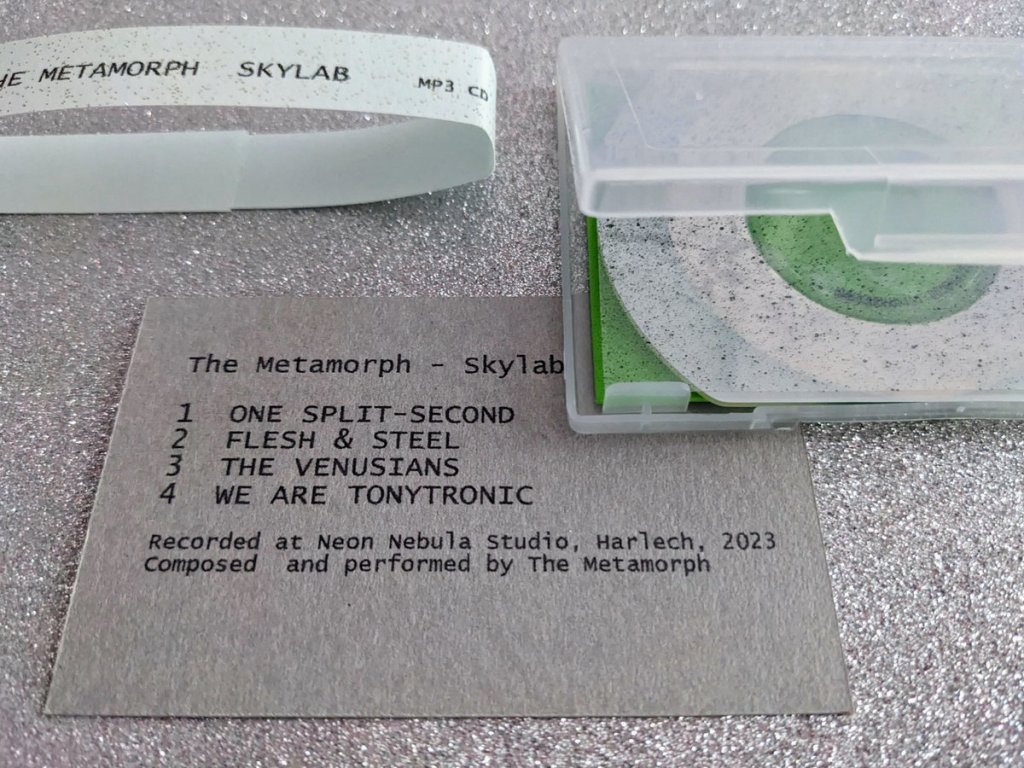 HE METAMORPH SKYLAB MP3 CD
The Metamorph - Skylab
1 ONE SPLIT-SECOND
2 FLESH & STEEL
3 THE VENUSIANS
4 WE ARE TONYTRONIC
Recorded at Neon Nebula Studio, Harlech, 2023
Composed and performed by The Metamorph